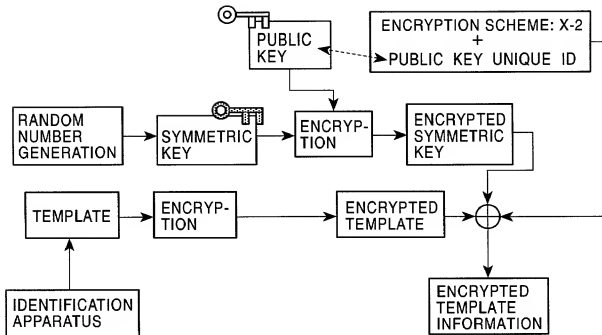 PUBLIC
KEY
ENCRYPTION SCHEME: X-2
+
PUBLIC KEY UNIQUE ID
RANDOM
NUMBER
GENERATION
SYMMETRIC
KEY
ENCRYP-
TION
ENCRYPTED
SYMMETRIC
KEY
TEMPLATE
ENCRYP-
TION
ENCRYPTED
TEMPLATE
IDENTIFICATION
APPARATUS
ENCRYPTED
TEMPLATE
INFORMATION